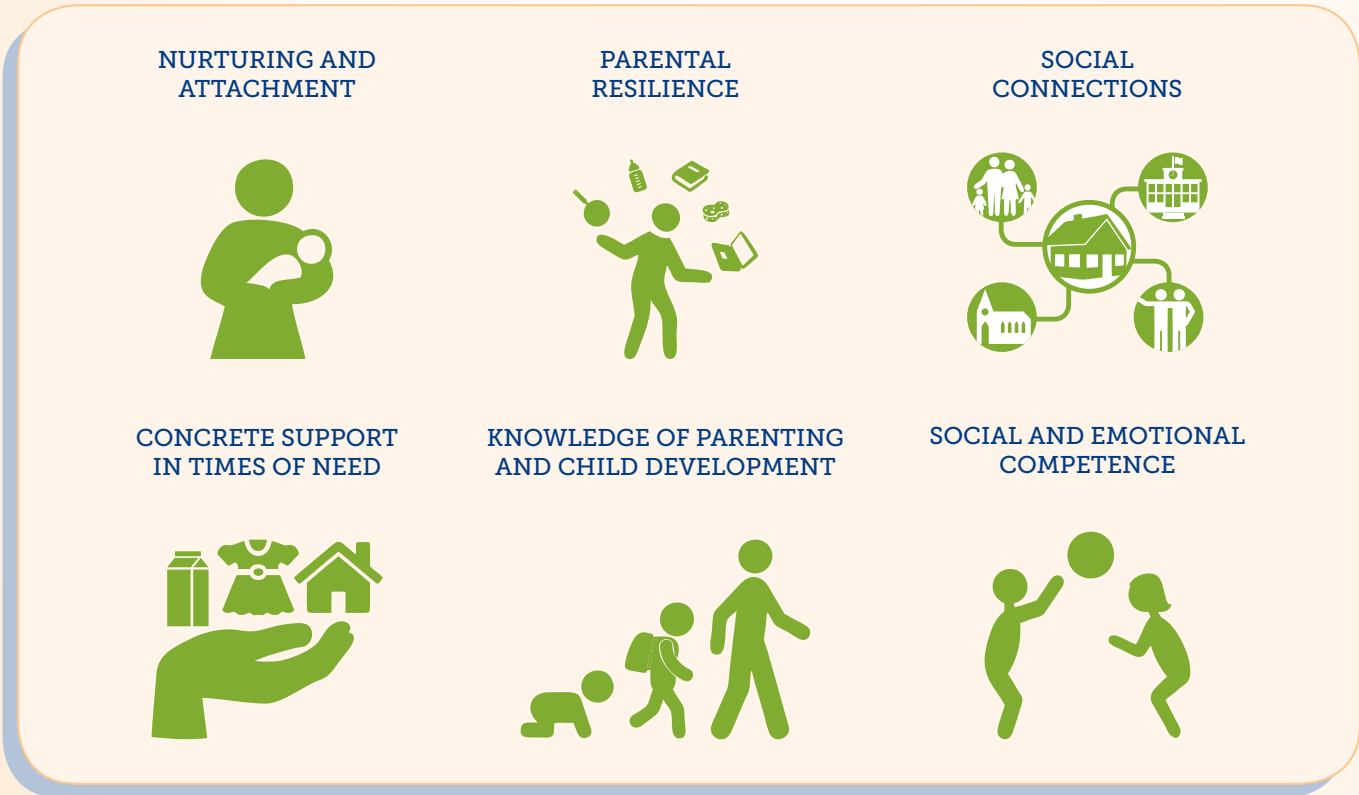 NURTURING AND
ATTACHMENT
PARENTAL
RESILIENCE
SOCIAL
CONNECTIONS
CONCRETE SUPPORT
IN TIMES OF NEED
KNOWLEDGE OF PARENTING
AND CHILD DEVELOPMENT
SOCIAL AND EMOTIONAL
COMPETENCE